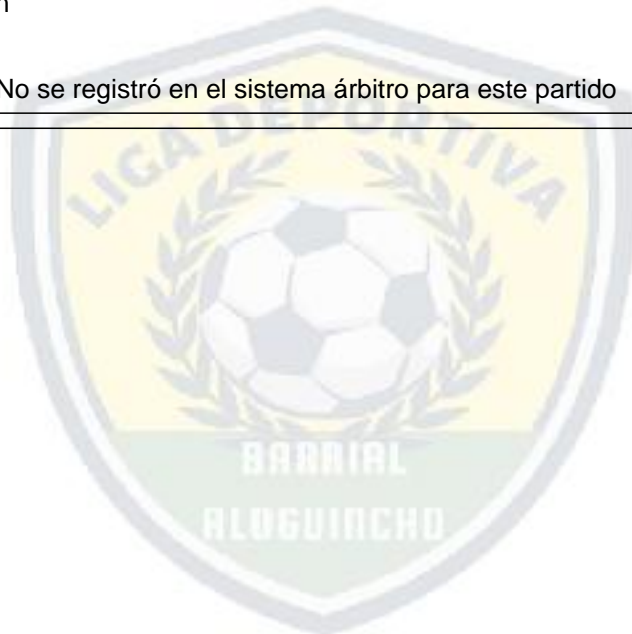 n
No se registró en el sistema árbitro para este partido
LIGA DEPORTIVA
BARRIAL
ALUGUINCHO